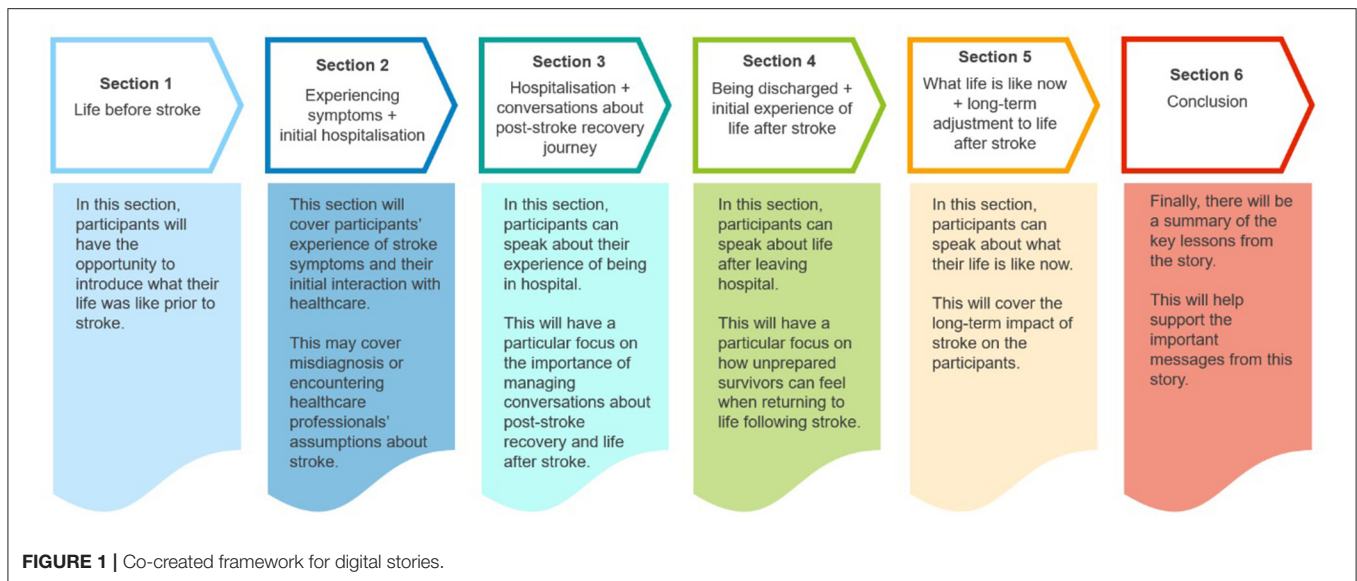 Section 1
Life before stroke
Section 2
Experiencing
symptoms +
initial hospitalisation
Section 3
Hospitalisation +
conversations about
post-stroke recovery
journey
Section 4
Being discharged +
initial experience of
life after stroke
Section 5
What life is like now
+ long-term
adjustment to life
after stroke
Section 6
Conclusion
In this section,
participants will
have the
opportunity to
introduce what their
life was like prior to
stroke.
This section will
cover participants'
experience of stroke
symptoms and their
initial interaction with
healthcare.
This may cover
misdiagnosis or
encountering
healthcare
professionals'
assumptions about
stroke.
In this section,
participants can
speak about their
experience of being
in hospital.
This will have a
particular focus on
the importance of
managing
conversations about
post-stroke
recovery and life
after stroke.
In this section,
participants can
speak about life
after leaving
hospital.
This will have a
particular focus on
how unprepared
survivors can feel
when returning to
life following stroke.
In this section,
participants can
speak about what
their life is like now.
This will cover the
long-term impact of
stroke on the
participants.
Finally, there will be
a summary of the
key lessons from
the story.
This will help
support the
important
messages from this
story.
FIGURE 1 | Co-created framework for digital stories.